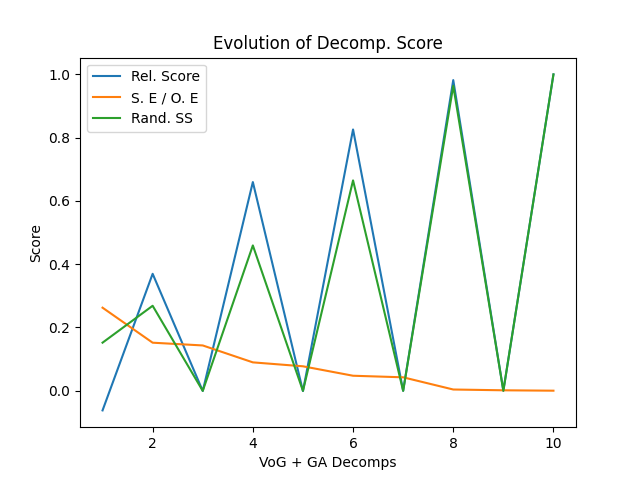 Evolution of Decomp. Score
Rel. Score
S. E / O. E
Rand. SS
1.0
0.8
0.6
0.4
0.2
0.0
Score
2 4 6 8 10
VoG + GA Decomps